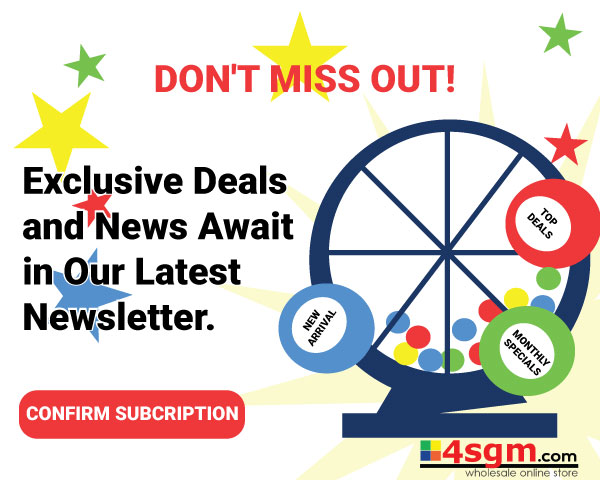 DON'T MISS OUT!
Exclusive Deals
and News Await
in Our Latest
Newsletter.
TOP
DEALS
NEW
ARRIVAL
MONTHLY
SPECIALS
CONFIRM SUBCRIPTION
4sgm.com
wholesale online store